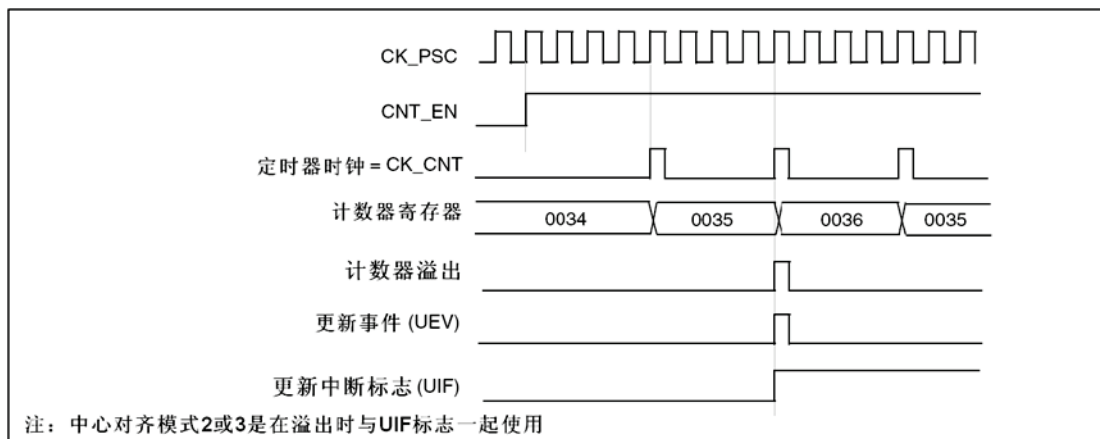 CK_PSC
CNT_EN
定时器时钟 = CK_CNT
计数器寄存器 0034 0035 0036 0035
计数器溢出
更新事件 (UEV)
更新中断标志 (UIF)
注：中心对齐模式2或3是在溢出时与UIF标志一起使用